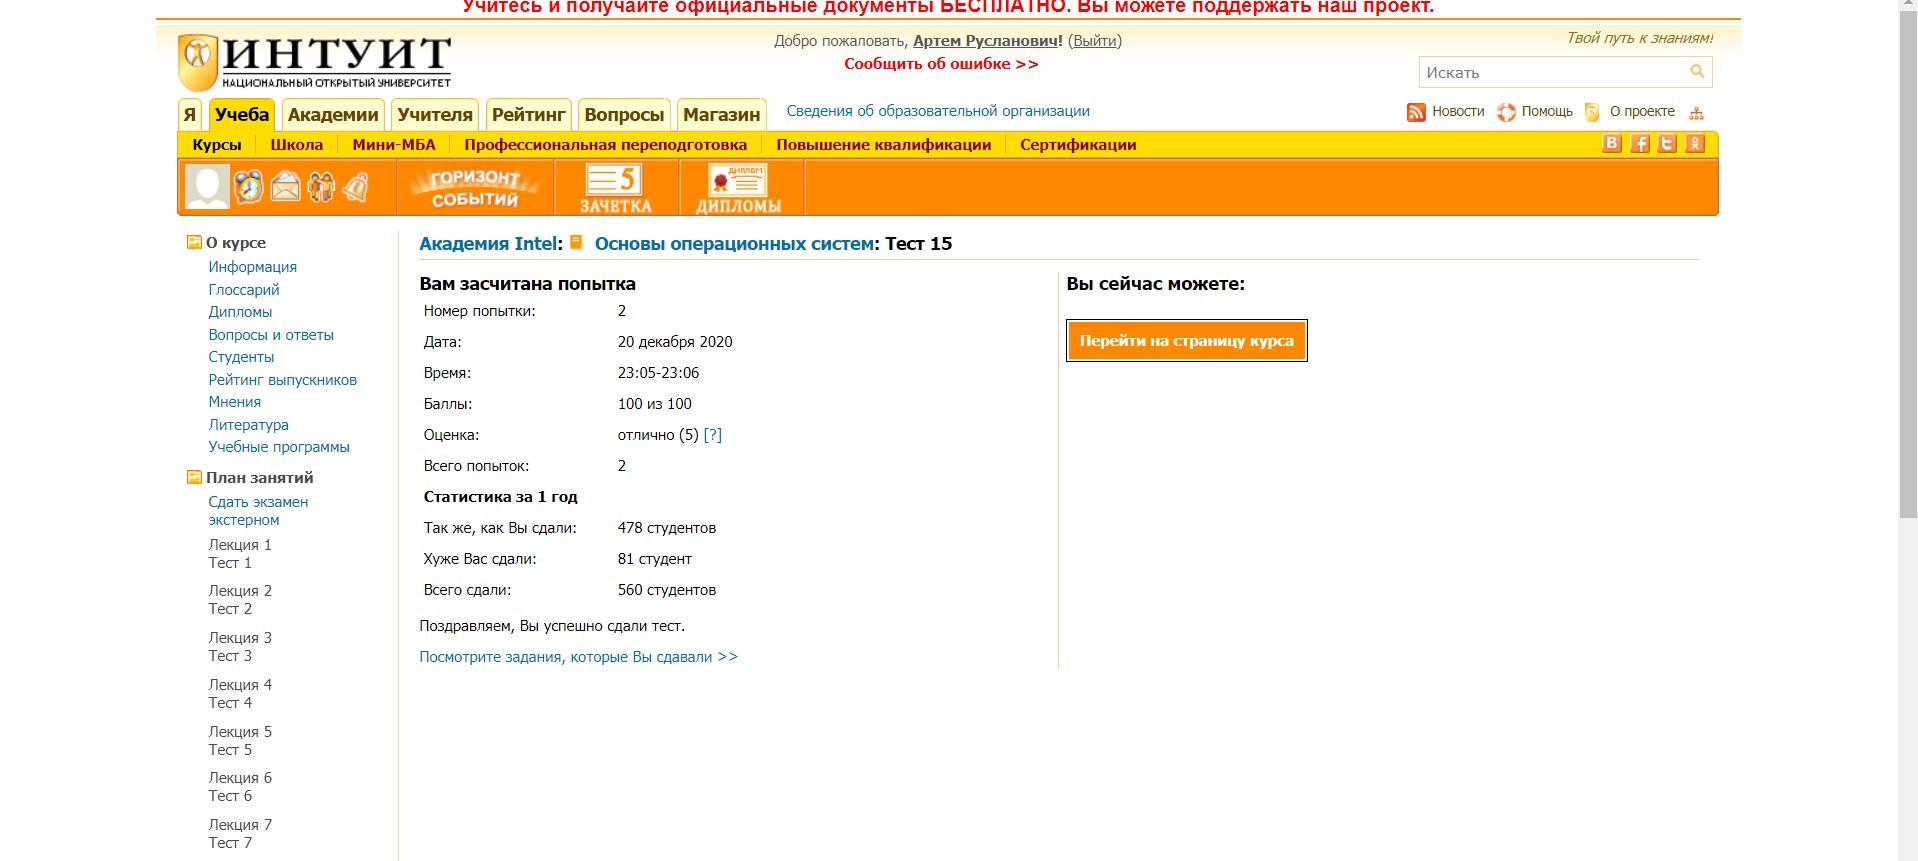 Учитесь и получайте официальные документы БЕСПЛАТНО. Вы можете поддержать наш проект.
ИНТУИТ
НАЦИОНАЛЬНЫЙ ОТКРЫТЫЙ УНИВЕРСИТЕТ
Добро пожаловать, Артем Русланович! (Выйти)
Сообщить об ошибке >>
Твой путь к знаниям!
Искать
Я Учеба Академии Учителя Рейтинг Вопросы Магазин Сведения об образовательной организации Новости Помощь О проекте
Курсы Школа Мини-МБА Профессиональная переподготовка Повышение квалификации Сертификации
ГОРИЗОНТ СОБЫТИЙ
5
ЗАЧЕТКА
ДИПЛОМ
ДИПЛОМЫ
О курсе
Информация
Глоссарий
Дипломы
Вопросы и ответы
Студенты
Рейтинг выпускников
Мнения
Литература
Учебные программы
План занятий
Сдать экзамен
экстерном
Лекция 1
Тест 1
Лекция 2
Тест 2
Лекция 3
Тест 3
Лекция 4
Тест 4
Лекция 5
Тест 5
Лекция 6
Тест 6
Лекция 7
Тест 7
Академия Intel: Основы операционных систем: Тест 15
Вам засчитана попытка
Номер попытки: 2
Дата: 20 декабря 2020
Время: 23:05-23:06
Баллы: 100 из 100
Оценка: отлично (5) [?]
Всего попыток: 2
Статистика за 1 год
Так же, как Вы сдали: 478 студентов
Хуже Вас сдали: 81 студент
Всего сдали: 560 студентов
Поздравляем, Вы успешно сдали тест.
Посмотрите задания, которые Вы сдавали >>
Вы сейчас можете:
Перейти на страницу курса